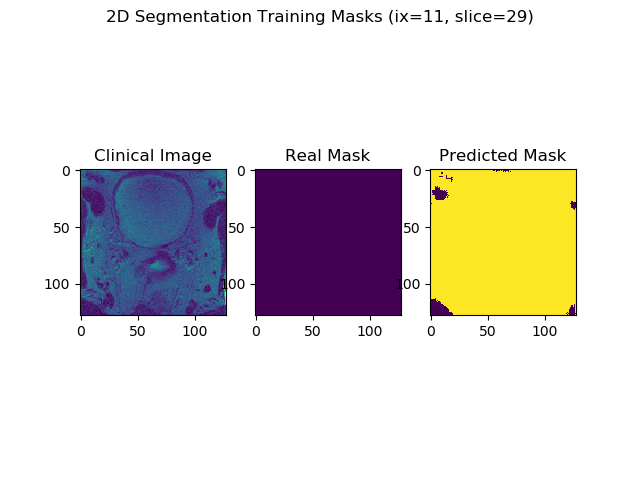 2D Segmentation Training Masks (ix=11, slice=29)
Clinical Image Real Mask Predicted Mask
0 0 0
50 50 50
100 100 100
0 50 100 0 50 100 0 50 100